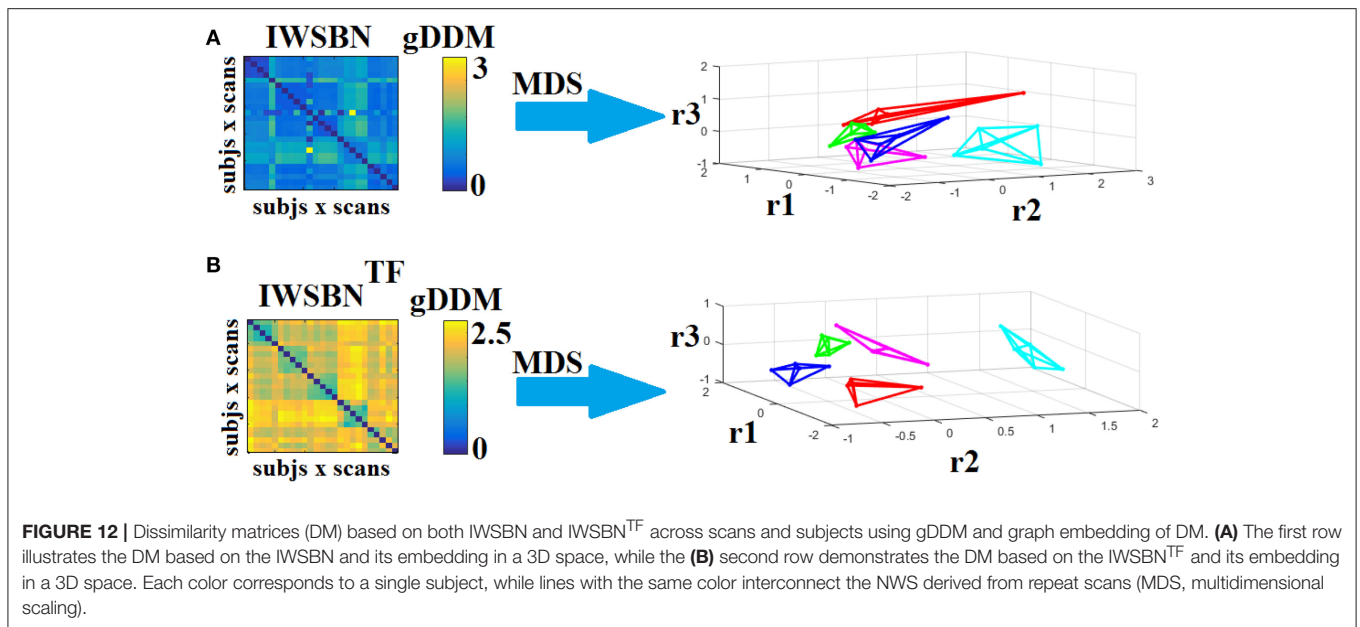 A
IWSBN gDDM
subjs x scans
subjs x scans
3
0
MDS
r3
2
1
0
-1
2
1
0
-1
-2
r1
-2
-1
0
1
2
3
r2
B
IWSBN^TF gDDM
subjs x scans
subjs x scans
2.5
0
MDS
r3
1
0
-1
2
0
-2
r1
-1
-0.5
0
0.5
1
1.5
2
r2
FIGURE 12 | Dissimilarity matrices (DM) based on both IWSBN and IWSBN^TF across scans and subjects using gDDM and graph embedding of DM. (A) The first row
illustrates the DM based on the IWSBN and its embedding in a 3D space, while the (B) second row demonstrates the DM based on the IWSBN^TF and its embedding
in a 3D space. Each color corresponds to a single subject, while lines with the same color interconnect the NWS derived from repeat scans (MDS, multidimensional
scaling).